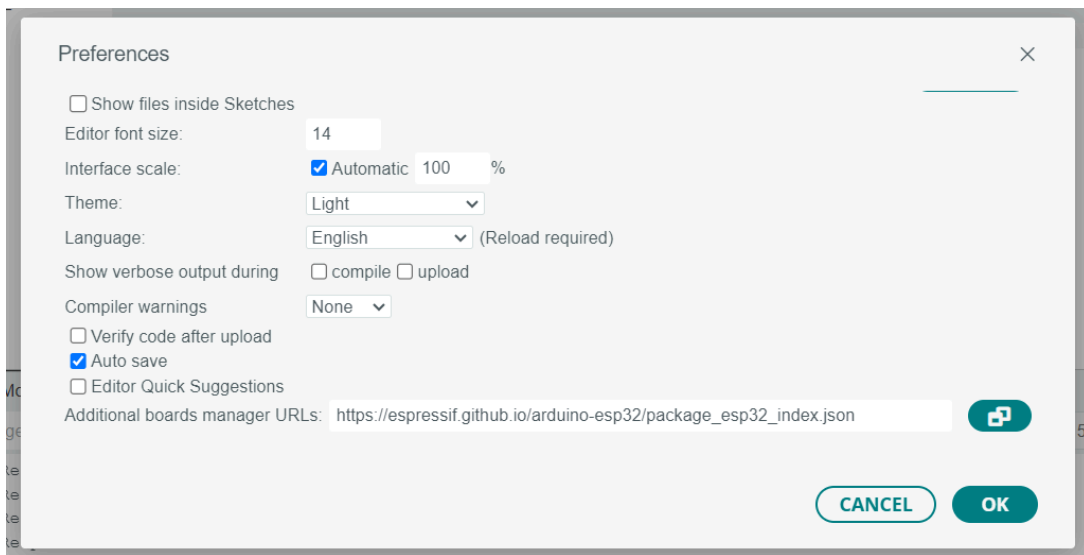 Preferences
Show files inside Sketches
Editor font size: 14
Interface scale: Automatic 100 %
Theme: Light
Language: English (Reload required)
Show verbose output during compile upload
Compiler warnings None
Verify code after upload
Auto save
Editor Quick Suggestions
Additional boards manager URLs: https://espressif.github.io/arduino-esp32/package_esp32_index.json
CANCEL OK